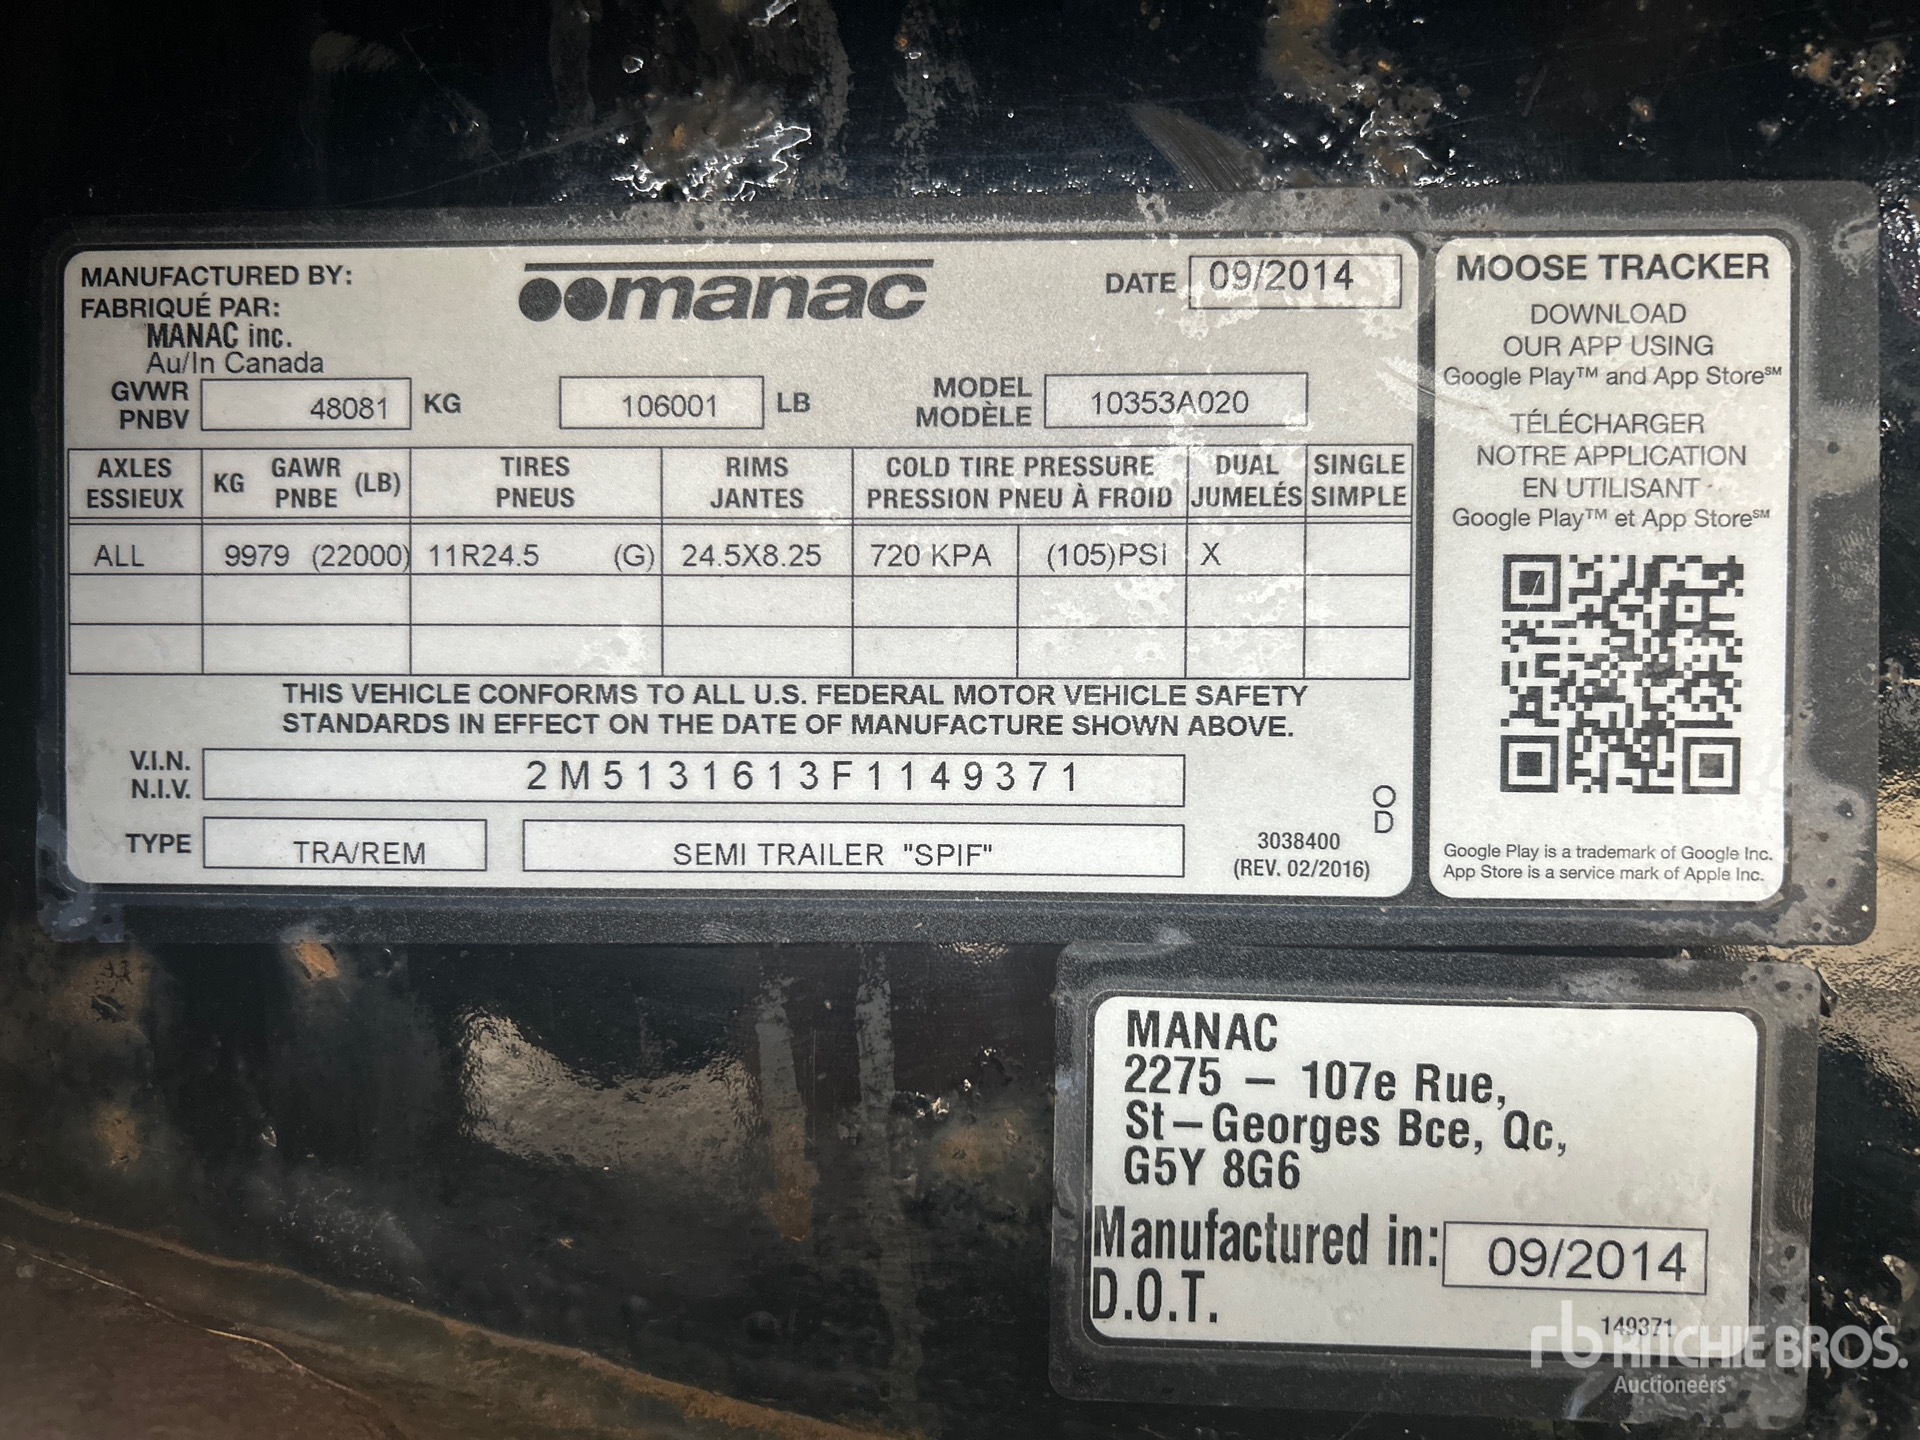 MANUFACTURED BY:
FABRIQUÉ PAR:
MANAC inc.
Au/In Canada
manac
DATE 09/2014
GVWR
PNBV
48081 KG
106001 LB
MODEL
MODÈLE
10353A020
AXLES
ESSIEUX
KG GAWR (LB)
PNBE
TIRES
PNEUS
RIMS
JANTES
COLD TIRE PRESSURE
PRESSION PNEU À FROID
DUAL
JUMELÉS
SINGLE
SIMPLE
ALL 9979 (22000) 11R24.5 (G) 24.5X8.25 720 KPA (105)PSI X
THIS VEHICLE CONFORMS TO ALL U.S. FEDERAL MOTOR VEHICLE SAFETY
STANDARDS IN EFFECT ON THE DATE OF MANUFACTURE SHOWN ABOVE.
V.I.N.
N.I.V.
2M5131613F1149371
TYPE TRA/REM SEMI TRAILER "SPIF"
3038400
(REV. 02/2016)
O
D
MOOSE TRACKER
DOWNLOAD
OUR APP USING
Google Play™ and App Store℠
TÉLÉCHARGER
NOTRE APPLICATION
EN UTILISANT
Google Play™ et App Store℠
Google Play is a trademark of Google Inc.
App Store is a service mark of Apple Inc.
MANAC
2275 – 107e Rue,
St–Georges Bce, Qc,
G5Y 8G6
Manufactured in: 09/2014
D.O.T.
149371
rb RITCHIE BROS.
Auctioneers